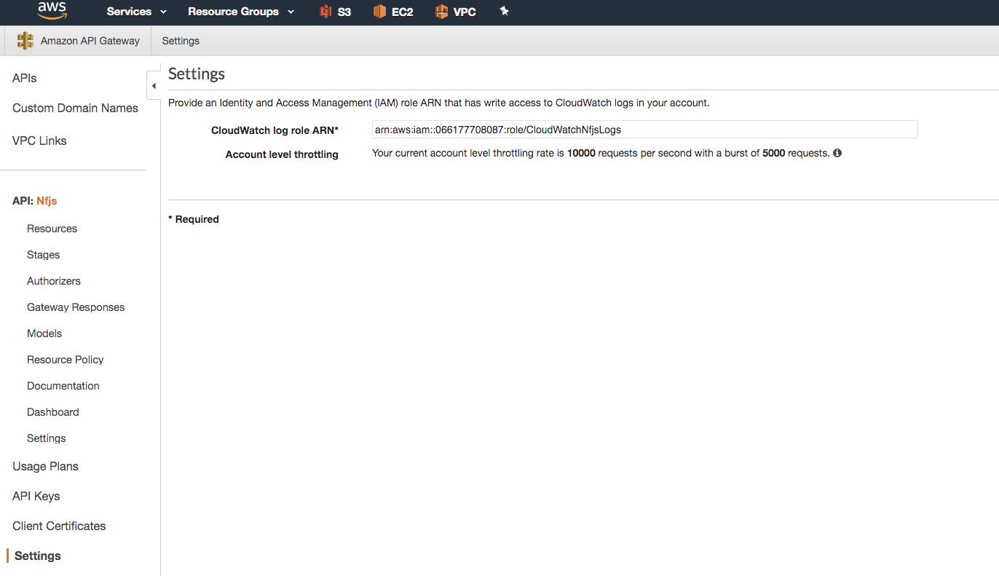 aws Services Resource Groups S3 EC2 VPC
Amazon API Gateway Settings
APIs
Custom Domain Names
VPC Links
API: Nfjs
Resources
Stages
Authorizers
Gateway Responses
Models
Resource Policy
Documentation
Dashboard
Settings
Usage Plans
API Keys
Client Certificates
Settings
Settings
Provide an Identity and Access Management (IAM) role ARN that has write access to CloudWatch logs in your account.
CloudWatch log role ARN* arn:aws:iam::066177708087:role/CloudWatchNfjsLogs
Account level throttling Your current account level throttling rate is 10000 requests per second with a burst of 5000 requests.
* Required